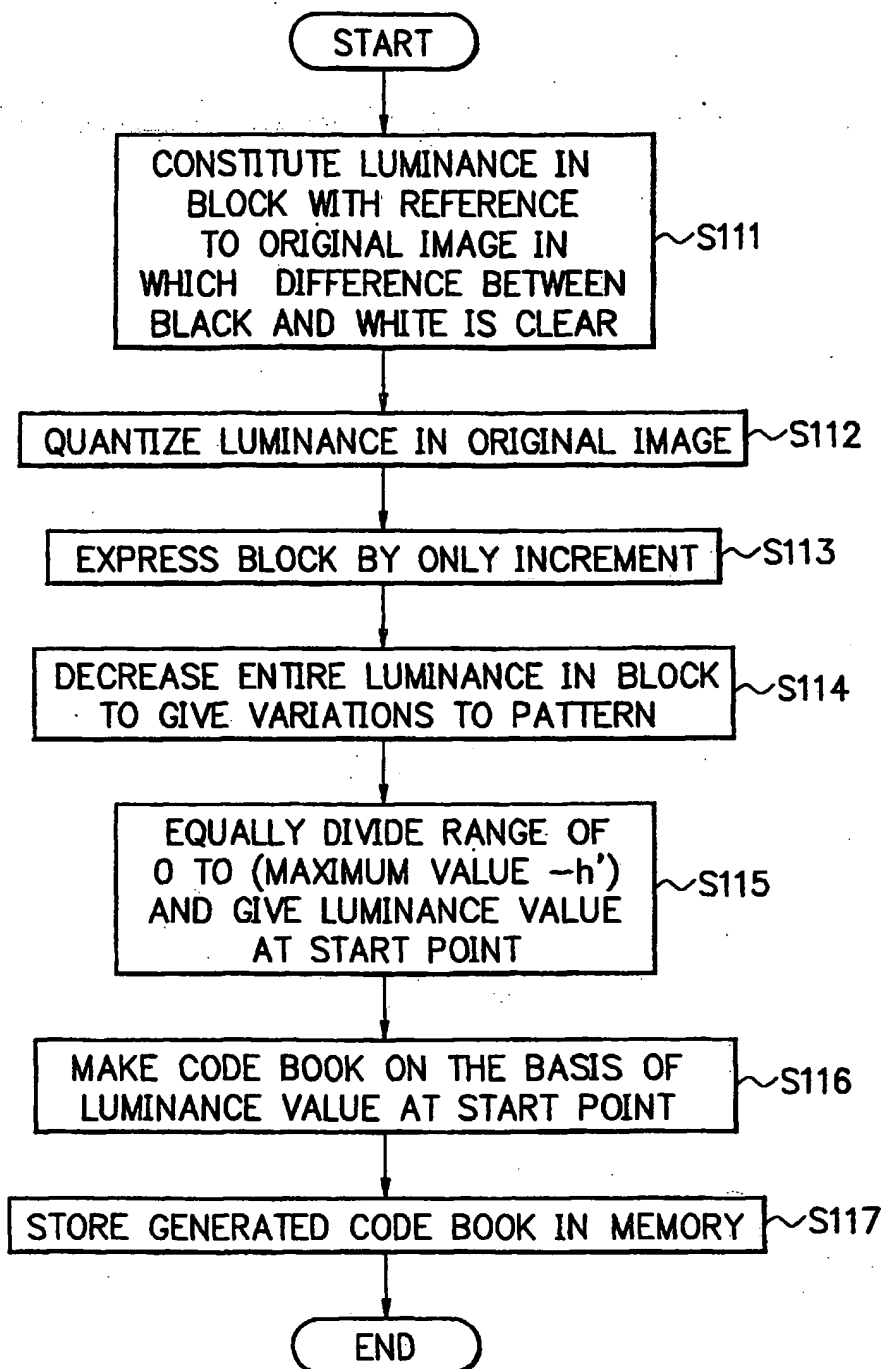 START
CONSTITUTE LUMINANCE IN
BLOCK WITH REFERENCE
TO ORIGINAL IMAGE IN
WHICH DIFFERENCE BETWEEN
BLACK AND WHITE IS CLEAR
S111
QUANTIZE LUMINANCE IN ORIGINAL IMAGE
S112
EXPRESS BLOCK BY ONLY INCREMENT
S113
DECREASE ENTIRE LUMINANCE IN BLOCK
TO GIVE VARIATIONS TO PATTERN
S114
EQUALLY DIVIDE RANGE OF
0 TO (MAXIMUM VALUE -h')
AND GIVE LUMINANCE VALUE
AT START POINT
S115
MAKE CODE BOOK ON THE BASIS OF
LUMINANCE VALUE AT START POINT
S116
STORE GENERATED CODE BOOK IN MEMORY
S117
END